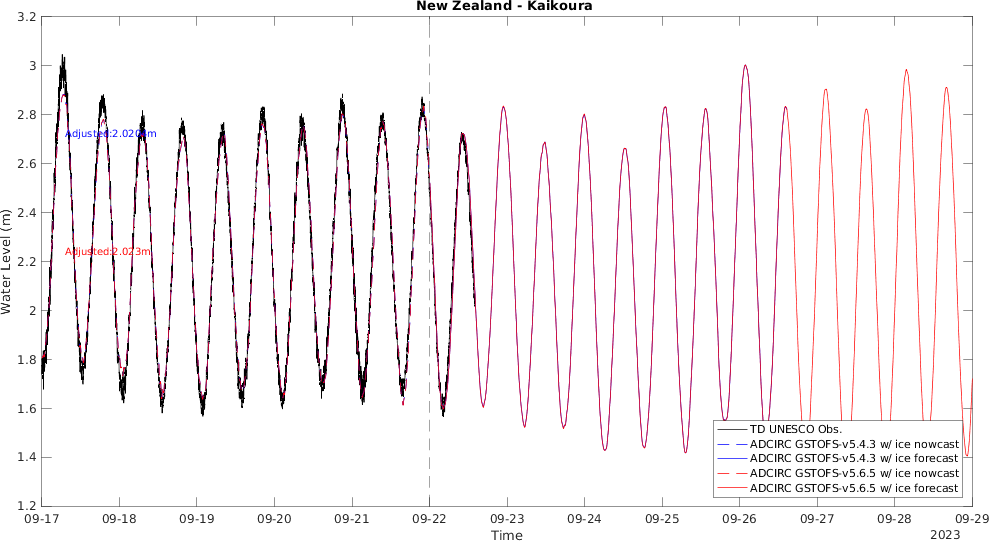 New Zealand - Kaikoura
3.2
3
2.8
2.6
2.4
2.2
2
1.8
1.6
1.4
1.2
Water Level (m)
Adjusted:2.0204m
Adjusted:2.023m
TD UNESCO Obs.
ADCIRC GSTOFS-v5.4.3 w/ ice nowcast
ADCIRC GSTOFS-v5.4.3 w/ ice forecast
ADCIRC GSTOFS-v5.6.5 w/ ice nowcast
ADCIRC GSTOFS-v5.6.5 w/ ice forecast
09-17 09-18 09-19 09-20 09-21 09-22 09-23 09-24 09-25 09-26 09-27 09-28 09-29
Time
2023